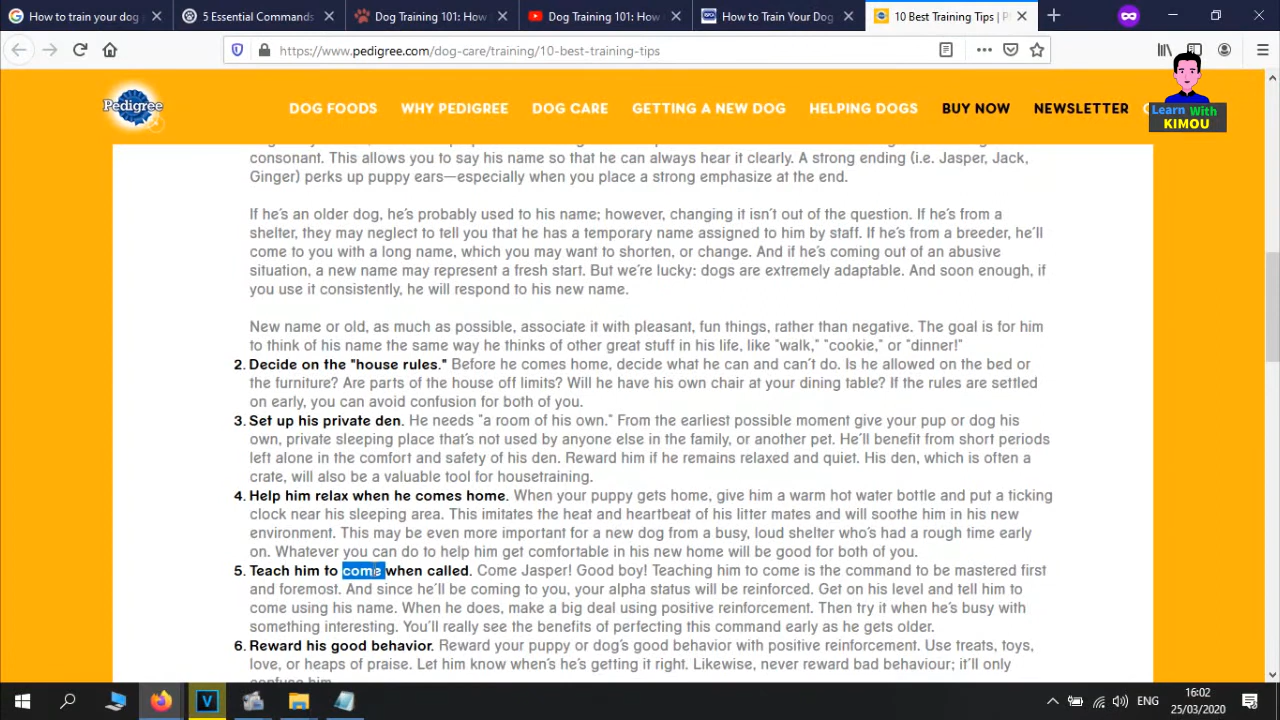 How to train your dog
5 Essential Commands
Dog Training 101: How
Dog Training 101: How
How to Train Your Dog
10 Best Training Tips | P
https://www.pedigree.com/dog-care/training/10-best-training-tips
Pedigree
DOG FOODS
WHY PEDIGREE
DOG CARE
GETTING A NEW DOG
HELPING DOGS
BUY NOW
NEWSLETTER
Learn With
KIMOU
consonant. This allows you to say his name so that he can always hear it clearly. A strong ending (i.e. Jasper, Jack,
Ginger) perks up puppy ears—especially when you place a strong emphasize at the end.
If he's an older dog, he's probably used to his name; however, changing it isn't out of the question. If he's from a
shelter, they may neglect to tell you that he has a temporary name assigned to him by staff. If he's from a breeder, he'll
come to you with a long name, which you may want to shorten, or change. And if he's coming out of an abusive
situation, a new name may represent a fresh start. But we're lucky: dogs are extremely adaptable. And soon enough, if
you use it consistently, he will respond to his new name.
New name or old, as much as possible, associate it with pleasant, fun things, rather than negative. The goal is for him
to think of his name the same way he thinks of other great stuff in his life, like "walk," "cookie," or "dinner!"
2. Decide on the "house rules." Before he comes home, decide what he can and can't do. Is he allowed on the bed or
the furniture? Are parts of the house off limits? Will he have his own chair at your dining table? If the rules are settled
on early, you can avoid confusion for both of you.
3. Set up his private den. He needs "a room of his own." From the earliest possible moment give your pup or dog his
own, private sleeping place that's not used by anyone else in the family, or another pet. He'll benefit from short periods
left alone in the comfort and safety of his den. Reward him if he remains relaxed and quiet. His den, which is often a
crate, will also be a valuable tool for housetraining.
4. Help him relax when he comes home. When your puppy gets home, give him a warm hot water bottle and put a ticking
clock near his sleeping area. This imitates the heat and heartbeat of his litter mates and will soothe him in his new
environment. This may be even more important for a new dog from a busy, loud shelter who's had a rough time early
on. Whatever you can do to help him get comfortable in his new home will be good for both of you.
5. Teach him to come when called. Come Jasper! Good boy! Teaching him to come is the command to be mastered first
and foremost. And since he'll be coming to you, your alpha status will be reinforced. Get on his level and tell him to
come using his name. When he does, make a big deal using positive reinforcement. Then try it when he's busy with
something interesting. You'll really see the benefits of perfecting this command early as he gets older.
6. Reward his good behavior. Reward your puppy or dog's good behavior with positive reinforcement. Use treats, toys,
love, or heaps of praise. Let him know when's he's getting it right. Likewise, never reward bad behaviour; it'll only
confuse him.
ENG
16:02
25/03/2020